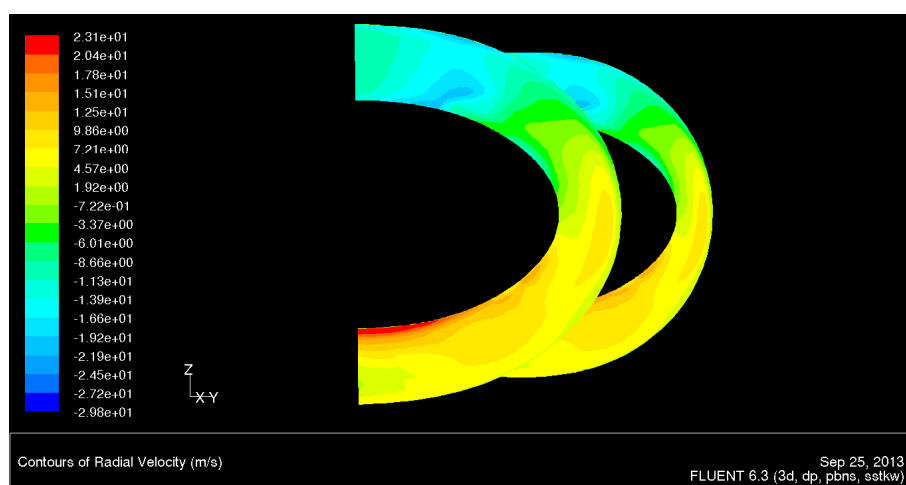 2.31e+01
2.04e+01
1.78e+01
1.51e+01
1.25e+01
9.86e+00
7.21e+00
4.57e+00
1.92e+00
-7.22e-01
-3.37e+00
-6.01e+00
-8.66e+00
-1.13e+01
-1.39e+01
-1.66e+01
-1.92e+01
-2.19e+01
-2.45e+01
-2.72e+01
-2.98e+01
Z
X Y
Contours of Radial Velocity (m/s)
Sep 25, 2013
FLUENT 6.3 (3d, dp, pbns, sstkw)